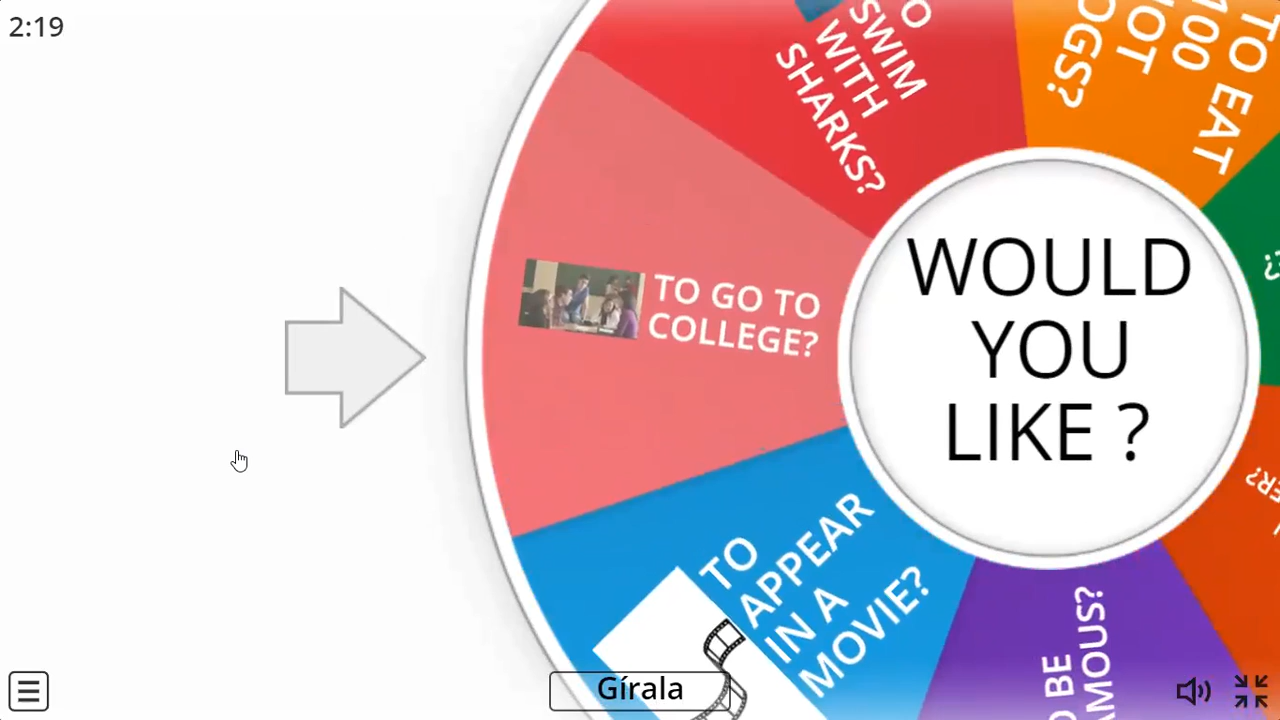 2:19
TO EAT
100
HOT
O
SWIM
WITH
SHARKS?
TO GO TO
COLLEGE?
WOULD
YOU
LIKE ?
TO
APPEAR
IN A
MOVIE?
BE
Gírala